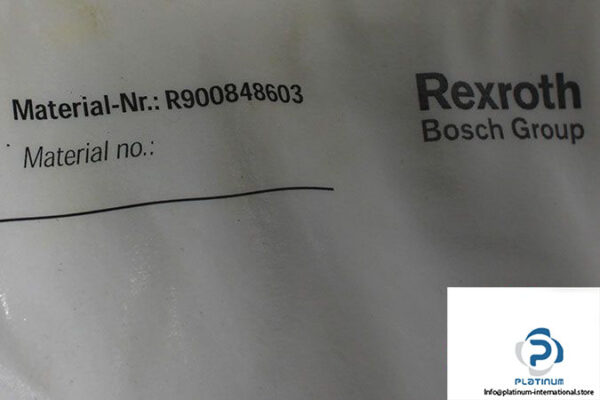 Material-Nr.: R900848603
Material no.:
Rexroth
Bosch Group
PLATINUM
Info@platinum-international.store